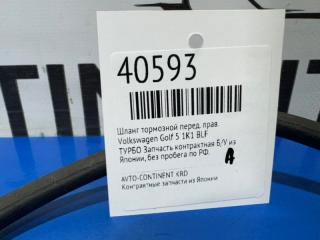 40593
Шланг тормозной перед. прав.
Volkswagen Golf 5 1K1 BLF
ТУРБО Запчасть контрактная Б/У из
Японии, без пробега по РФ.
A
AVTO-CONTINENT KRD
Контрактные запчасти из Японии